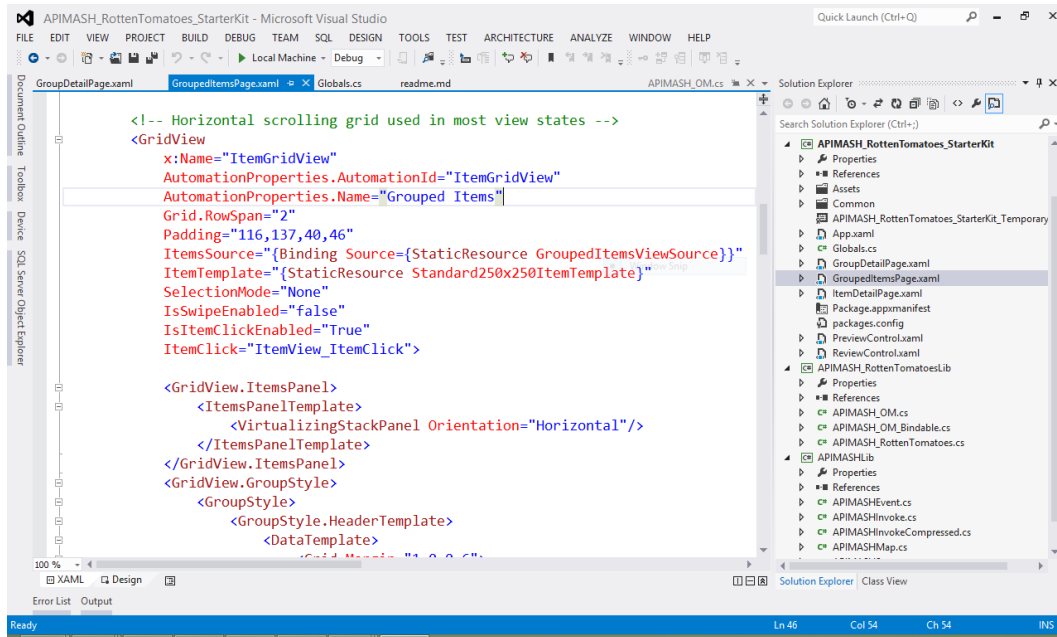 APIMASH_RottenTomatoes_StarterKit - Microsoft Visual Studio
Quick Launch (Ctrl+Q)
FILE EDIT VIEW PROJECT BUILD DEBUG TEAM SQL DESIGN TOOLS TEST ARCHITECTURE ANALYZE WINDOW HELP
Local Machine Debug
Document Outline
Toolbox
Device
SQL Server Object Explorer
GroupDetailPage.xaml GroupedItemsPage.xaml Globals.cs readme.md APIMASH_OM.cs
<!-- Horizontal scrolling grid used in most view states -->
<GridView
x:Name="ItemGridView"
AutomationProperties.AutomationId="ItemGridView"
AutomationProperties.Name="Grouped Items"
Grid.RowSpan="2"
Padding="116,137,40,46"
ItemsSource="{Binding Source={StaticResource GroupedItemsViewSource}}"
ItemTemplate="{StaticResource Standard250x250ItemTemplate}"
SelectionMode="None"
IsSwipeEnabled="false"
IsItemClickEnabled="True"
ItemClick="ItemView_ItemClick">
<GridView.ItemsPanel>
<ItemsPanelTemplate>
<VirtualizingStackPanel Orientation="Horizontal"/>
</ItemsPanelTemplate>
</GridView.ItemsPanel>
<GridView.GroupStyle>
<GroupStyle>
<GroupStyle.HeaderTemplate>
<DataTemplate>
<Grid Margin="1,0,0,6">
100 %
XAML Design
Error List Output
Solution Explorer
Search Solution Explorer (Ctrl+;)
APIMASH_RottenTomatoes_StarterKit
Properties
References
Assets
Common
APIMASH_RottenTomatoes_StarterKit_Temporary
App.xaml
Globals.cs
GroupDetailPage.xaml
GroupedItemsPage.xaml
ItemDetailPage.xaml
Package.appxmanifest
packages.config
PreviewControl.xaml
ReviewControl.xaml
APIMASH_RottenTomatoesLib
Properties
References
APIMASH_OM.cs
APIMASH_OM_Bindable.cs
APIMASH_RottenTomatoes.cs
APIMASHLib
Properties
References
APIMASHEvent.cs
APIMASHInvoke.cs
APIMASHInvokeCompressed.cs
APIMASHMap.cs
Solution Explorer Class View
Ready Ln 46 Col 54 Ch 54 INS